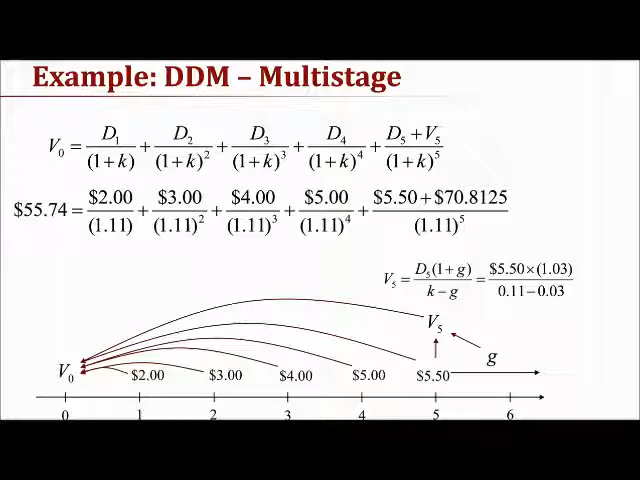 Example: DDM – Multistage
V₀ = D₁/(1+k) + D₂/(1+k)² + D₃/(1+k)³ + D₄/(1+k)⁴ + (D₅+V₅)/(1+k)⁵
$55.74 = $2.00/(1.11) + $3.00/(1.11)² + $4.00/(1.11)³ + $5.00/(1.11)⁴ + ($5.50+$70.8125)/(1.11)⁵
V₅ = D₅(1+g)/(k−g) = $5.50×(1.03)/(0.11−0.03)
V₅
g
V₀ $2.00 $3.00 $4.00 $5.00 $5.50
0 1 2 3 4 5 6